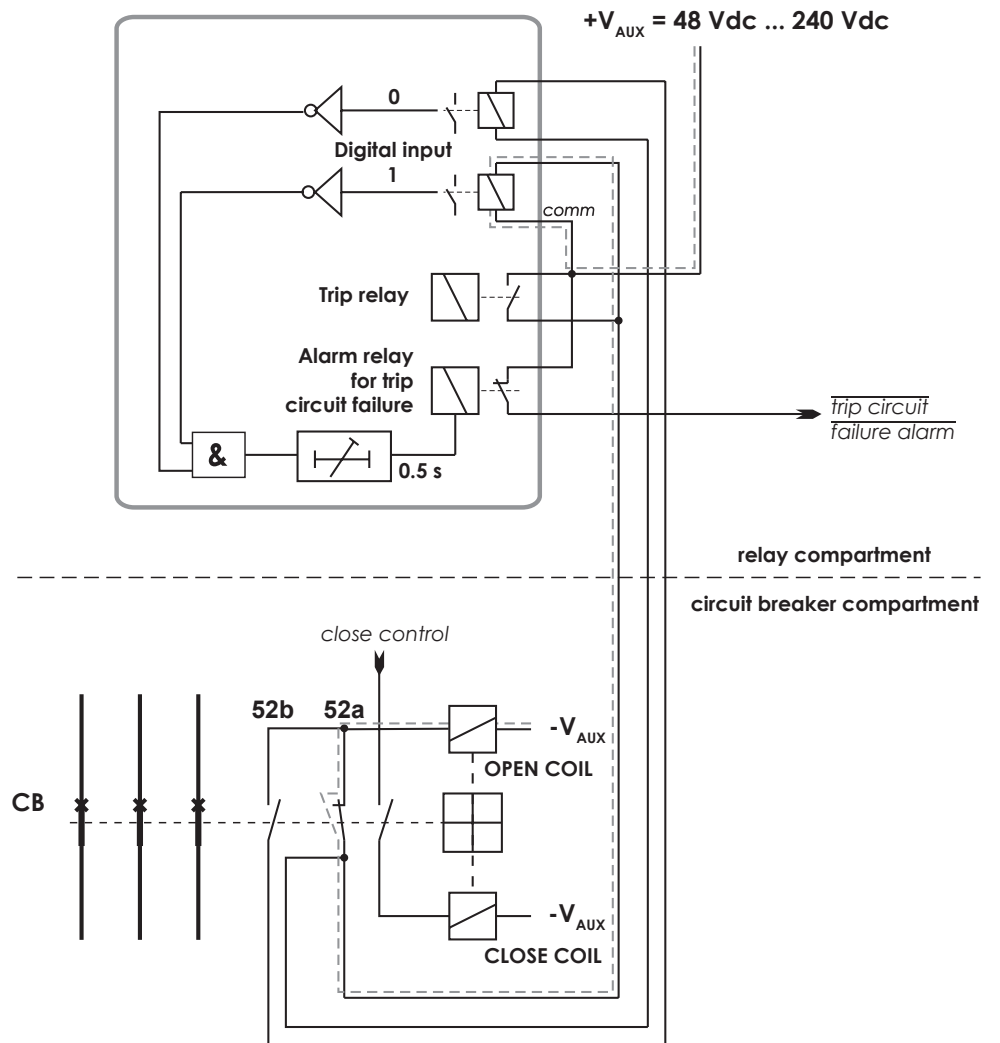 +VAUX = 48 Vdc ... 240 Vdc
0
Digital input
1
comm
Trip relay
Alarm relay
for trip
circuit failure
trip circuit
failure alarm
&
0.5 s
relay compartment
circuit breaker compartment
close control
52b 52a
-VAUX
OPEN COIL
CB
-VAUX
CLOSE COIL